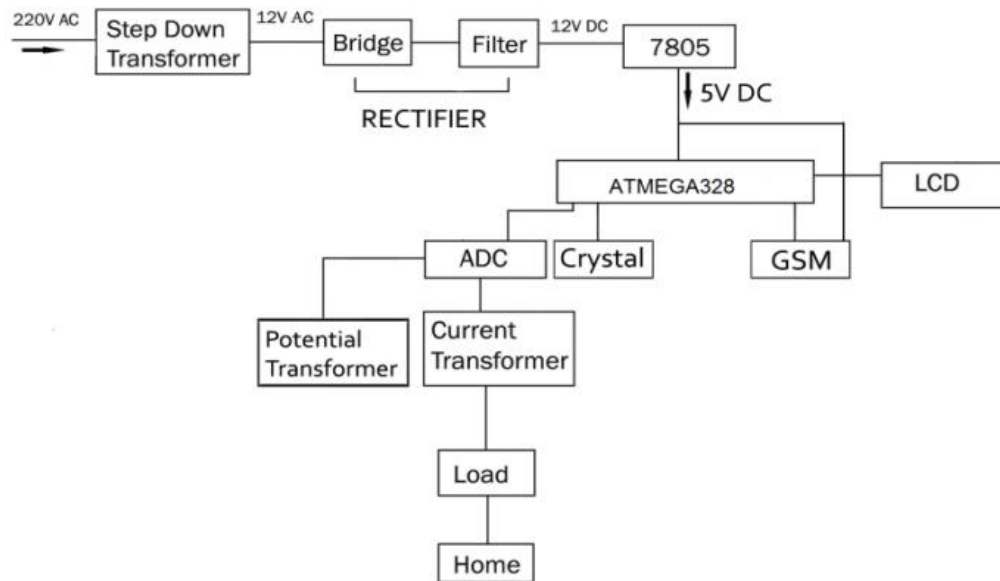 220V AC
Step Down
Transformer
12V AC
Bridge
Filter
12V DC
7805
RECTIFIER
5V DC
ATMEGA328
LCD
ADC
Crystal
GSM
Potential
Transformer
Current
Transformer
Load
Home